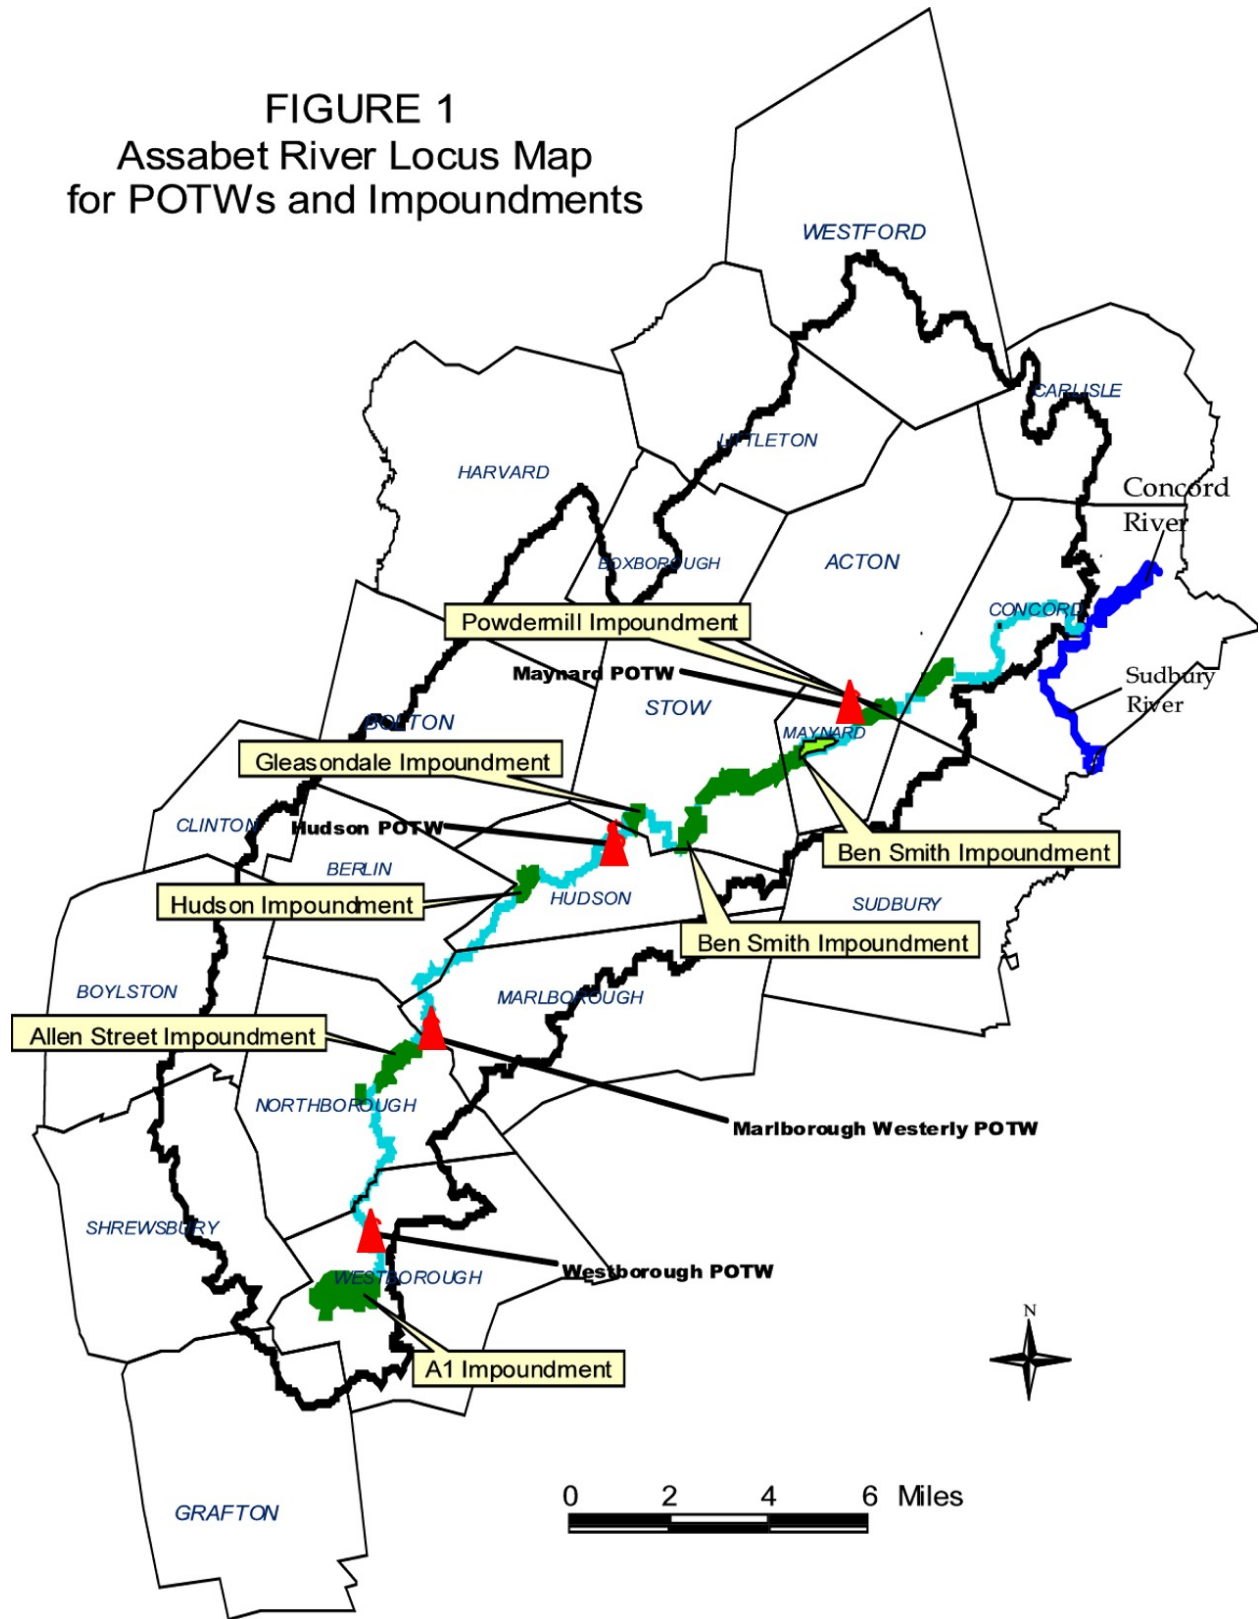 FIGURE 1
Assabet River Locus Map
for POTWs and Impoundments
WESTFORD
CARLISLE
LITTLETON
HARVARD
Concord
River
BOXBOROUGH
ACTON
CONCORD
Powdermill Impoundment
Maynard POTW
Sudbury
River
STOW
BOLTON
MAYNARD
Gleasondale Impoundment
CLINTON
Hudson POTW
Ben Smith Impoundment
BERLIN
HUDSON
SUDBURY
Hudson Impoundment
Ben Smith Impoundment
BOYLSTON
MARLBOROUGH
Allen Street Impoundment
NORTHBOROUGH
Marlborough Westerly POTW
SHREWSBURY
WESTBOROUGH
Westborough POTW
A1 Impoundment
N
GRAFTON
0 2 4 6 Miles